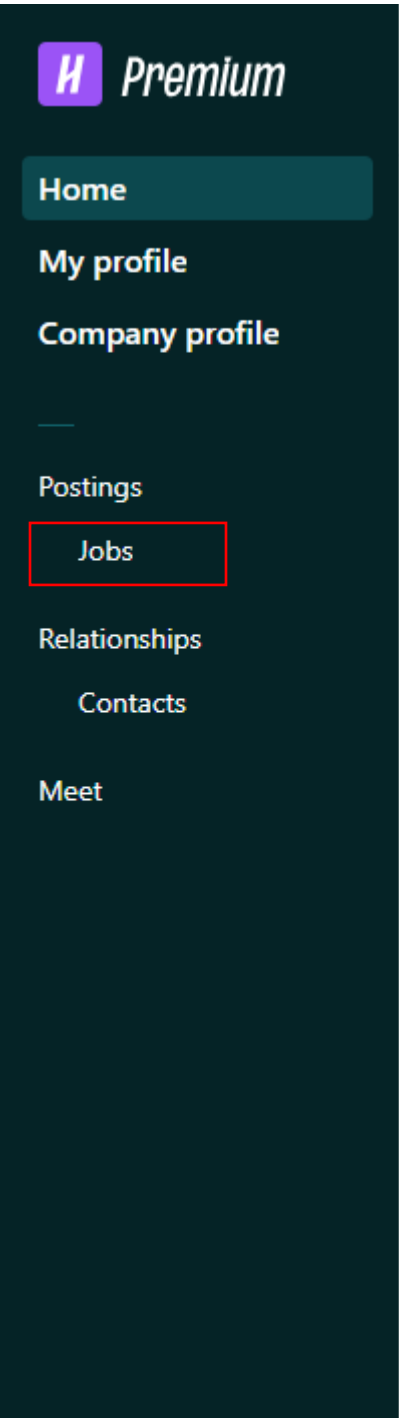 H Premium
Home
My profile
Company profile
Postings
Jobs
Relationships
Contacts
Meet